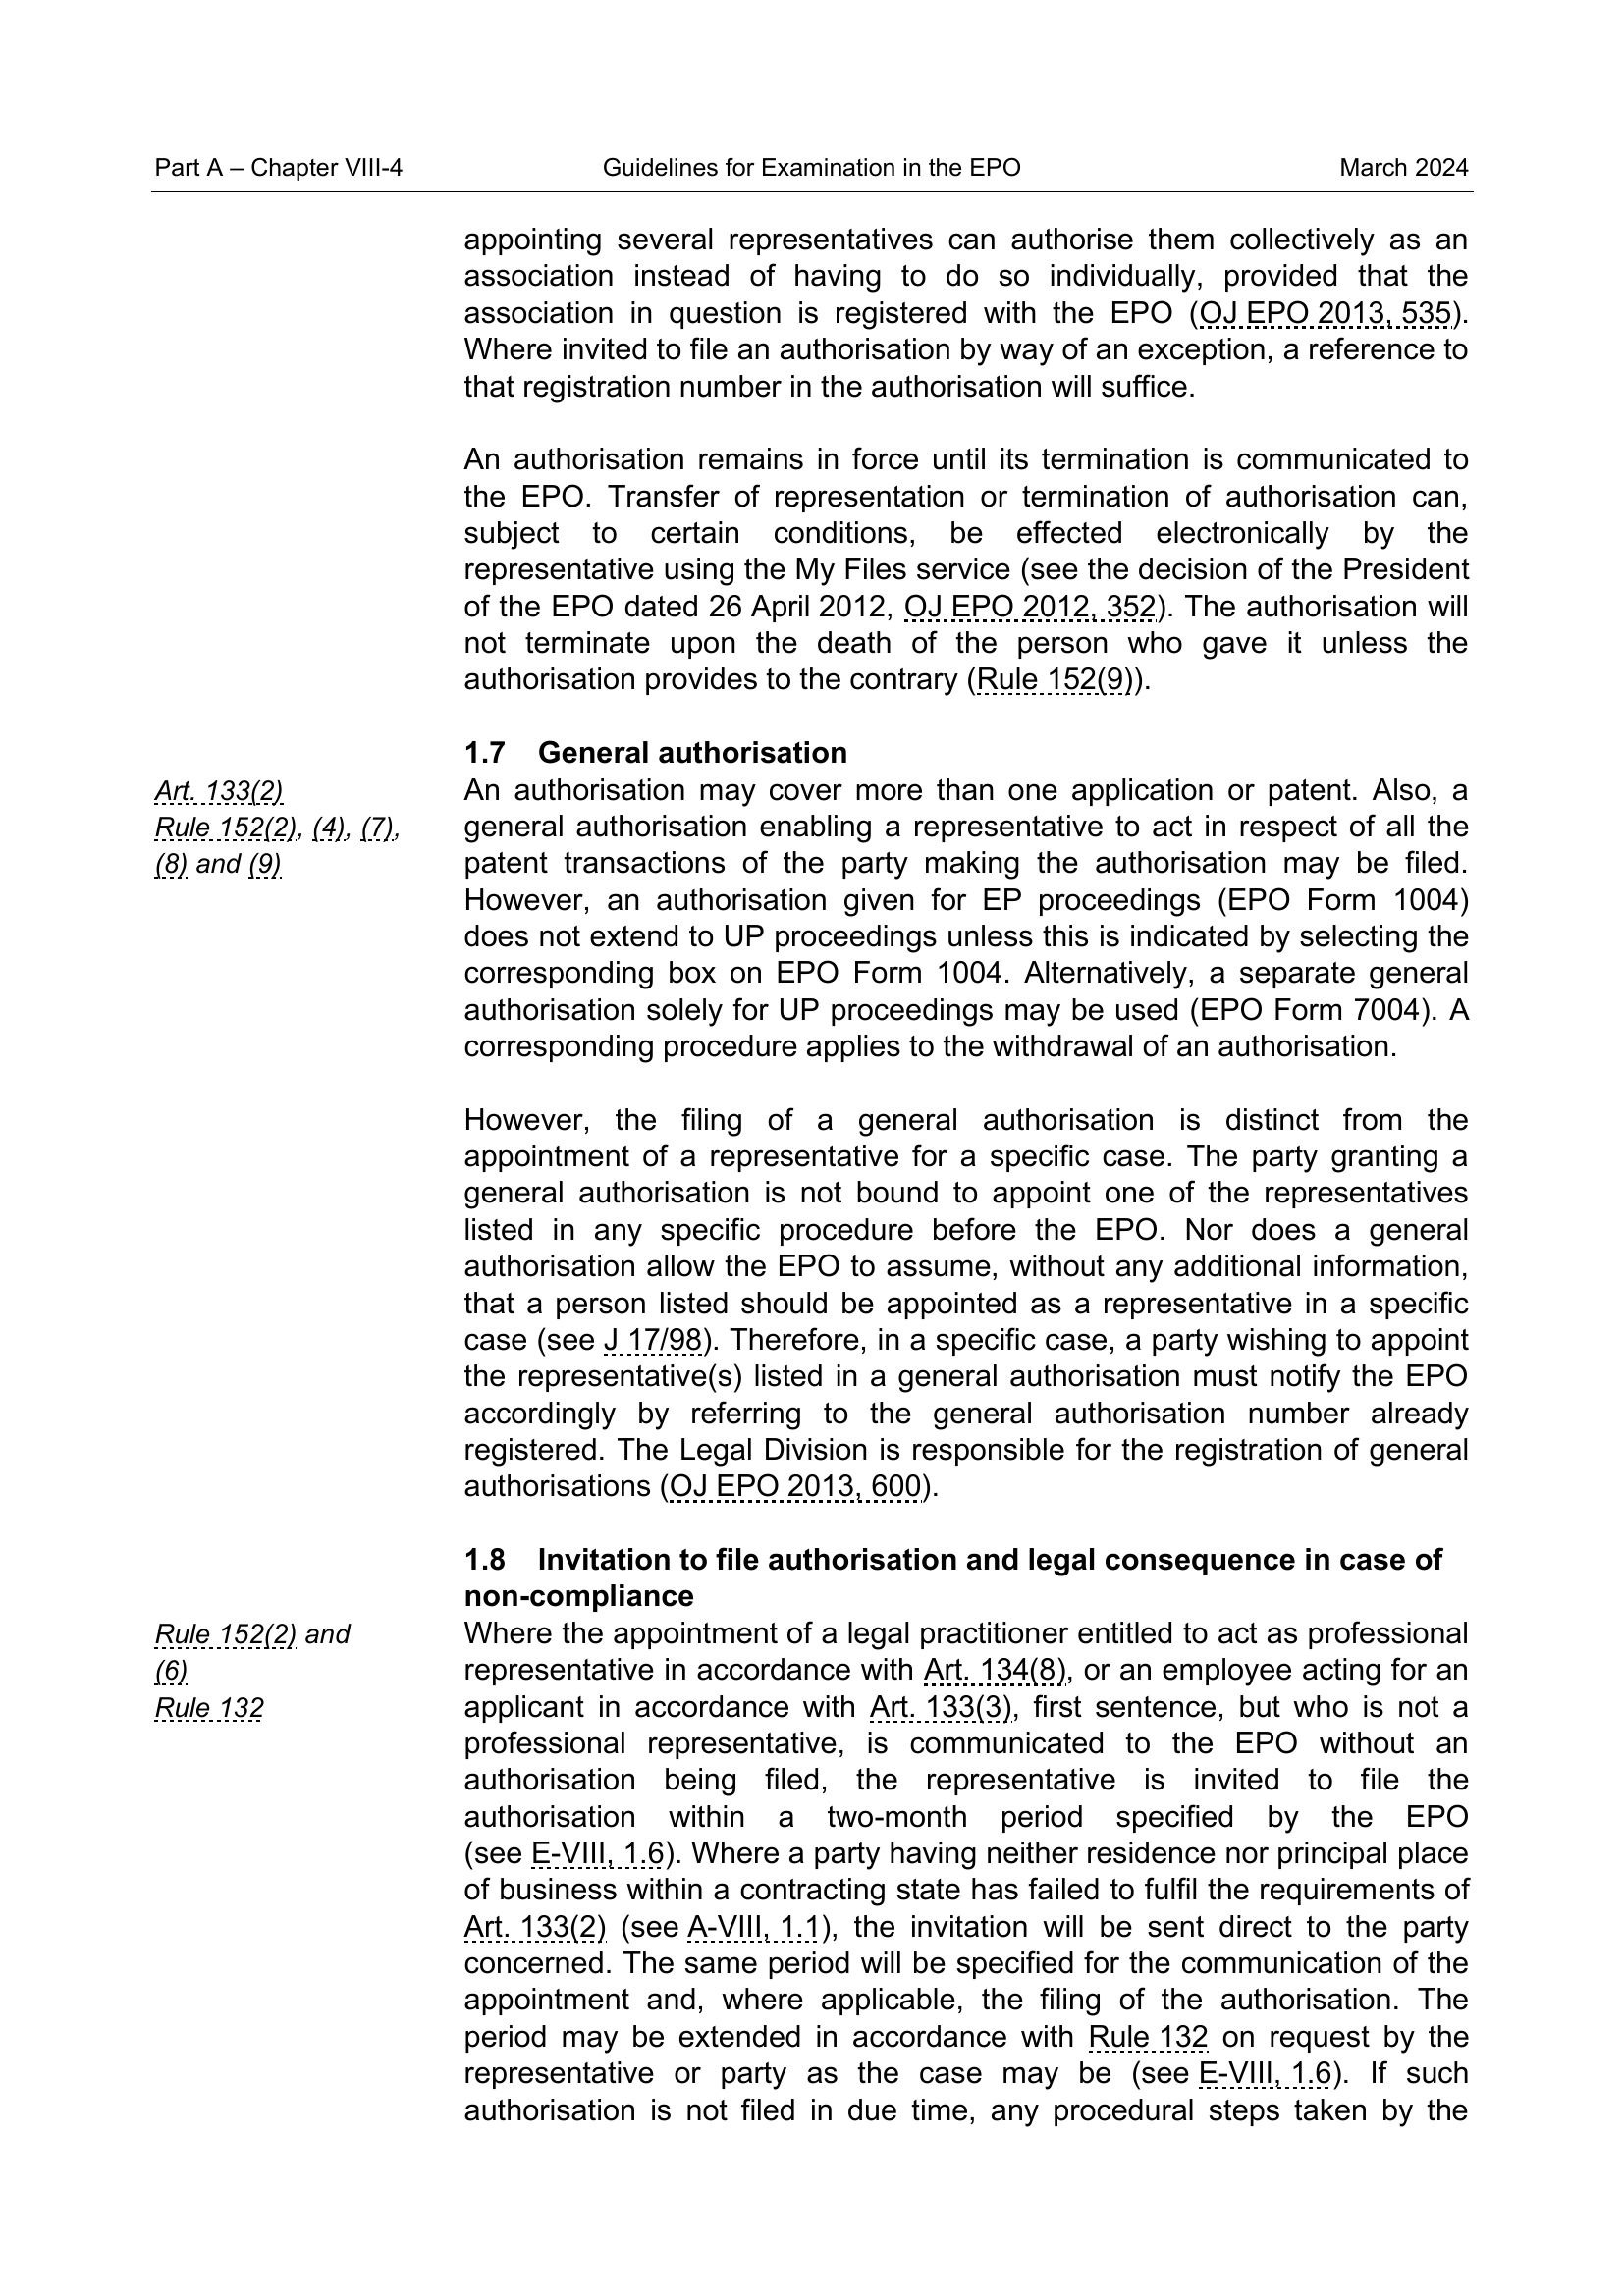 Part A – Chapter VIII-4 Guidelines for Examination in the EPO March 2024
appointing several representatives can authorise them collectively as an
association instead of having to do so individually, provided that the
association in question is registered with the EPO (OJ EPO 2013, 535).
Where invited to file an authorisation by way of an exception, a reference to
that registration number in the authorisation will suffice.
An authorisation remains in force until its termination is communicated to
the EPO. Transfer of representation or termination of authorisation can,
subject to certain conditions, be effected electronically by the
representative using the My Files service (see the decision of the President
of the EPO dated 26 April 2012, OJ EPO 2012, 352). The authorisation will
not terminate upon the death of the person who gave it unless the
authorisation provides to the contrary (Rule 152(9)).
1.7 General authorisation
Art. 133(2)
Rule 152(2), (4), (7),
(8) and (9)
An authorisation may cover more than one application or patent. Also, a
general authorisation enabling a representative to act in respect of all the
patent transactions of the party making the authorisation may be filed.
However, an authorisation given for EP proceedings (EPO Form 1004)
does not extend to UP proceedings unless this is indicated by selecting the
corresponding box on EPO Form 1004. Alternatively, a separate general
authorisation solely for UP proceedings may be used (EPO Form 7004). A
corresponding procedure applies to the withdrawal of an authorisation.
However, the filing of a general authorisation is distinct from the
appointment of a representative for a specific case. The party granting a
general authorisation is not bound to appoint one of the representatives
listed in any specific procedure before the EPO. Nor does a general
authorisation allow the EPO to assume, without any additional information,
that a person listed should be appointed as a representative in a specific
case (see J 17/98). Therefore, in a specific case, a party wishing to appoint
the representative(s) listed in a general authorisation must notify the EPO
accordingly by referring to the general authorisation number already
registered. The Legal Division is responsible for the registration of general
authorisations (OJ EPO 2013, 600).
1.8 Invitation to file authorisation and legal consequence in case of
non-compliance
Rule 152(2) and
(6)
Rule 132
Where the appointment of a legal practitioner entitled to act as professional
representative in accordance with Art. 134(8), or an employee acting for an
applicant in accordance with Art. 133(3), first sentence, but who is not a
professional representative, is communicated to the EPO without an
authorisation being filed, the representative is invited to file the
authorisation within a two-month period specified by the EPO
(see E-VIII, 1.6). Where a party having neither residence nor principal place
of business within a contracting state has failed to fulfil the requirements of
Art. 133(2) (see A-VIII, 1.1), the invitation will be sent direct to the party
concerned. The same period will be specified for the communication of the
appointment and, where applicable, the filing of the authorisation. The
period may be extended in accordance with Rule 132 on request by the
representative or party as the case may be (see E-VIII, 1.6). If such
authorisation is not filed in due time, any procedural steps taken by the